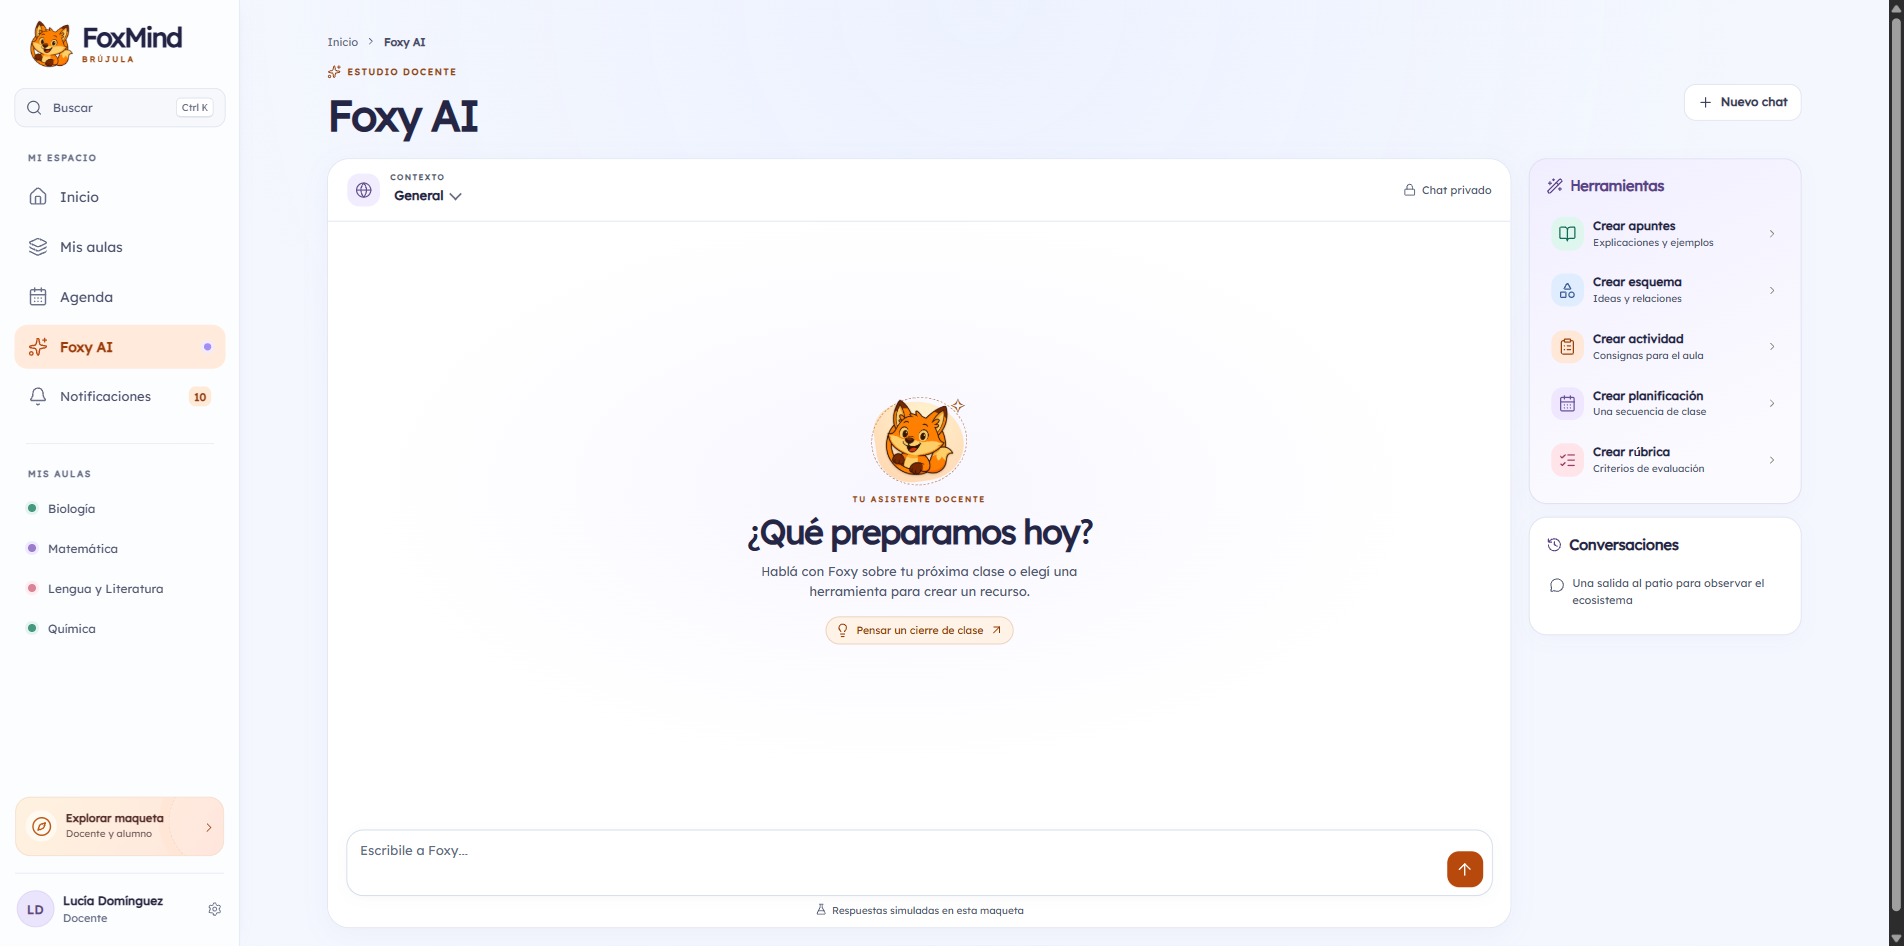 FoxMind
BRÚJULA
Buscar
Ctrl K
MI ESPACIO
Inicio
Mis aulas
Agenda
Foxy AI
Notificaciones
10
MIS AULAS
Biología
Matemática
Lengua y Literatura
Química
Explorar maqueta
Docente y alumno
LD
Lucía Domínguez
Docente
Inicio > Foxy AI
ESTUDIO DOCENTE
Foxy AI
Nuevo chat
CONTEXTO
General
Chat privado
TU ASISTENTE DOCENTE
¿Qué preparamos hoy?
Hablá con Foxy sobre tu próxima clase o elegí una
herramienta para crear un recurso.
Pensar un cierre de clase
Escribile a Foxy...
Respuestas simuladas en esta maqueta
Herramientas
Crear apuntes
Explicaciones y ejemplos
Crear esquema
Ideas y relaciones
Crear actividad
Consignas para el aula
Crear planificación
Una secuencia de clase
Crear rúbrica
Criterios de evaluación
Conversaciones
Una salida al patio para observar el
ecosistema